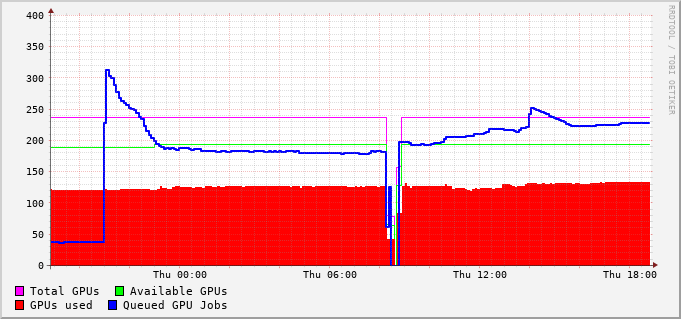 400
350
300
250
200
150
100
50
0
Thu 00:00 Thu 06:00 Thu 12:00 Thu 18:00
Total GPUs Available GPUs
GPUs used Queued GPU Jobs
RRDTOOL / TOBI OETIKER